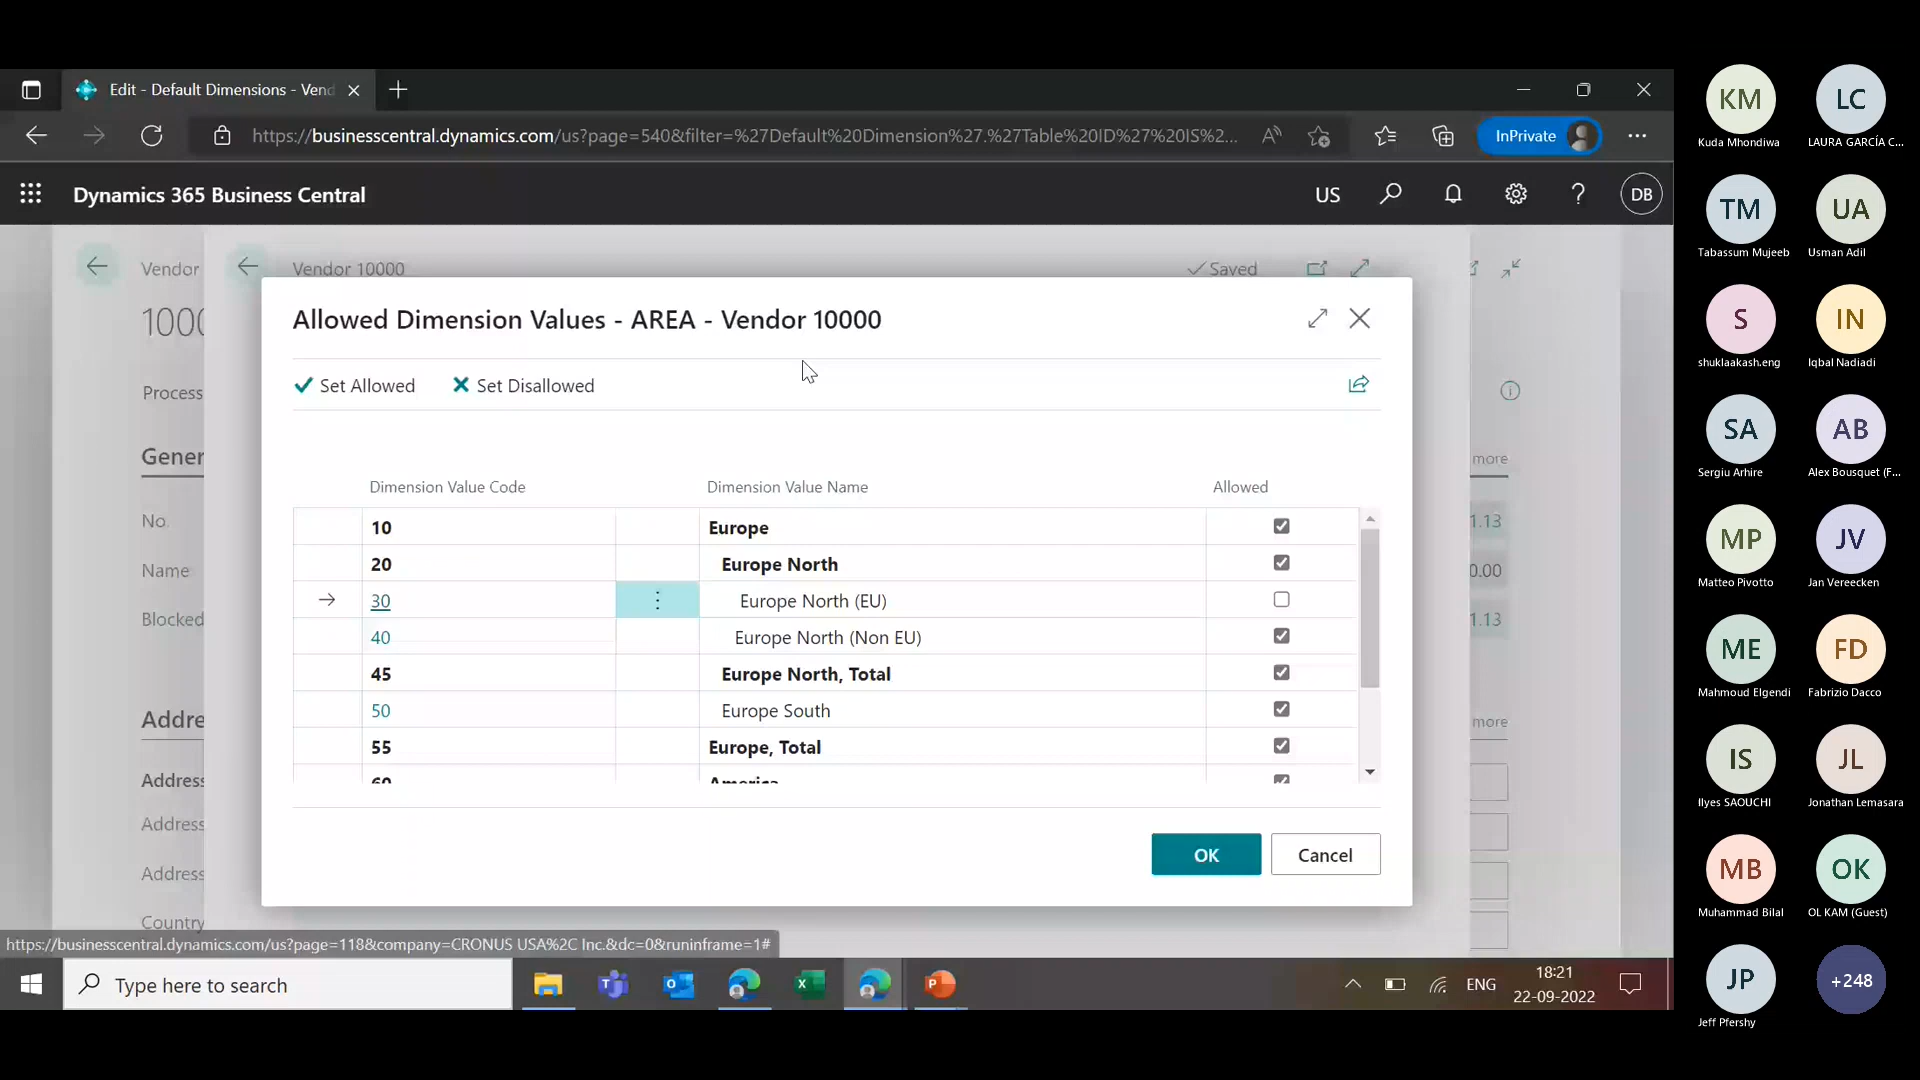 Edit - Default Dimensions - Vend
https://businesscentral.dynamics.com/us?page=540&filter=%27Default%20Dimension%27.%27Table%20ID%27%20IS%2...
InPrivate
Dynamics 365 Business Central
US
DB
Vendor
Vendor 10000
Saved
1000
Process
Gener
more
No.
1.13
Name
0.00
Blocked
1.13
Addre
more
Address
Address
Address
Country
Allowed Dimension Values - AREA - Vendor 10000
Set Allowed
Set Disallowed
Dimension Value Code
Dimension Value Name
Allowed
10
Europe
20
Europe North
30
Europe North (EU)
40
Europe North (Non EU)
45
Europe North, Total
50
Europe South
55
Europe, Total
60
America
OK
Cancel
https://businesscentral.dynamics.com/us?page=118&company=CRONUS USA%2C Inc.&dc=0&runinframe=1#
Type here to search
ENG
18:21
22-09-2022
KM
Kuda Mhondiwa
LC
LAURA GARCÍA C...
TM
Tabassum Mujeeb
UA
Usman Adil
S
shuklaakash.eng
IN
Iqbal Nadiadi
SA
Sergiu Arhire
AB
Alex Bousquet (F...
MP
Matteo Pivotto
JV
Jan Vereecken
ME
Mahmoud Elgendi
FD
Fabrizio Dacco
IS
Ilyes SAOUCHI
JL
Jonathan Lemasara
MB
Muhammad Bilal
OK
OL KAM (Guest)
JP
Jeff Pfershy
+248